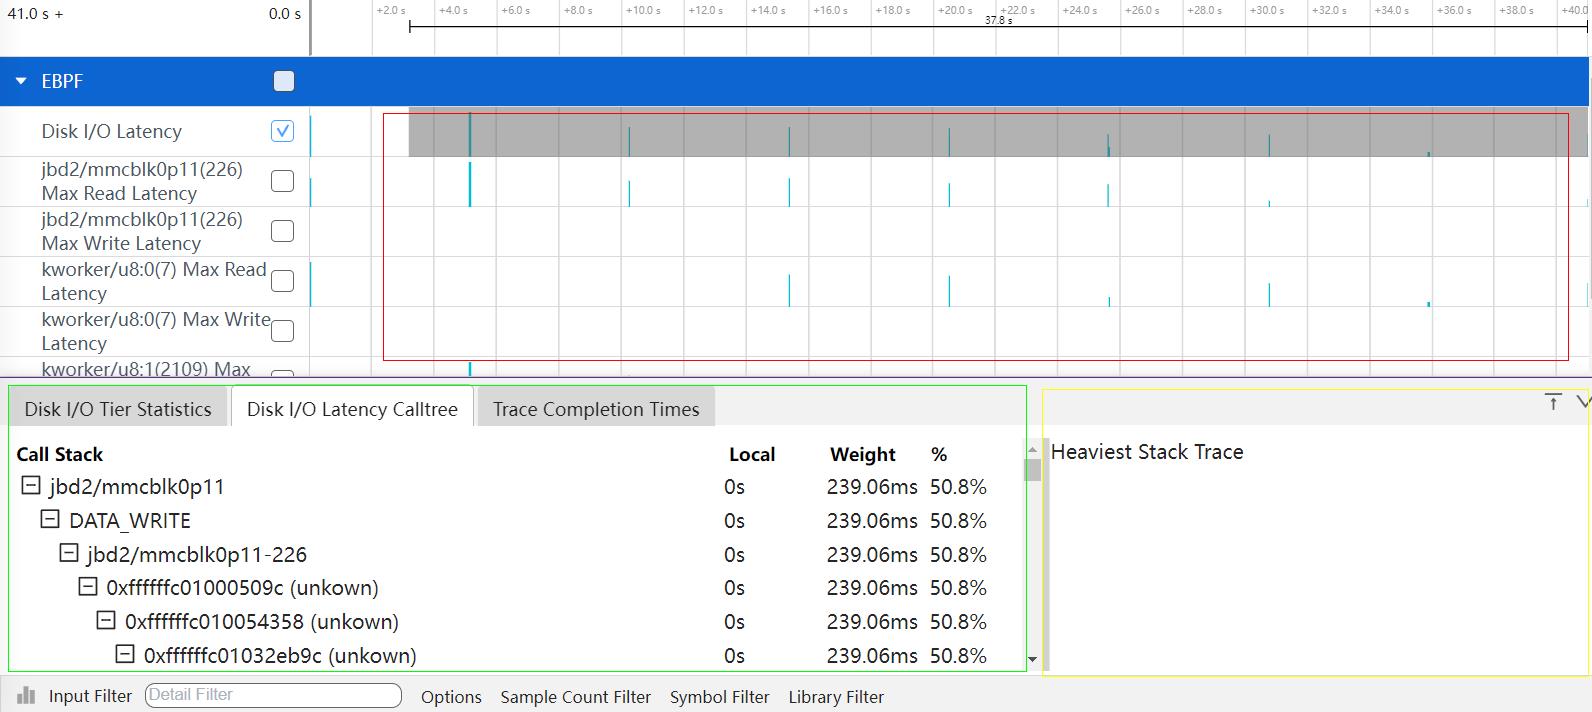 41.0 s + 0.0 s +2.0 s +4.0 s +6.0 s +8.0 s +10.0 s +12.0 s +14.0 s +16.0 s +18.0 s +20.0 s +22.0 s +24.0 s +26.0 s +28.0 s +30.0 s +32.0 s +34.0 s +36.0 s +38.0 s +40.0
37.8 s
EBPF
Disk I/O Latency
jbd2/mmcblk0p11(226)
Max Read Latency
jbd2/mmcblk0p11(226)
Max Write Latency
kworker/u8:0(7) Max Read
Latency
kworker/u8:0(7) Max Write
Latency
kworker/u8:1(2109) Max
Disk I/O Tier Statistics Disk I/O Latency Calltree Trace Completion Times
Call Stack Local Weight %
jbd2/mmcblk0p11 0s 239.06ms 50.8%
DATA_WRITE 0s 239.06ms 50.8%
jbd2/mmcblk0p11-226 0s 239.06ms 50.8%
0xffffffc01000509c (unkown) 0s 239.06ms 50.8%
0xffffffc010054358 (unkown) 0s 239.06ms 50.8%
0xffffffc01032eb9c (unkown) 0s 239.06ms 50.8%
Heaviest Stack Trace
Input Filter Detail Filter Options Sample Count Filter Symbol Filter Library Filter